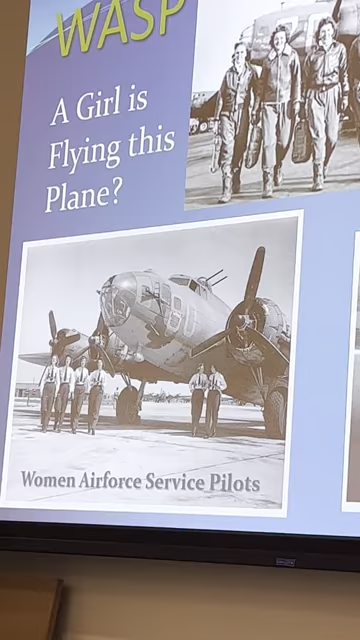 WASP
A Girl is
Flying this
Plane?
Women Airforce Service Pilots